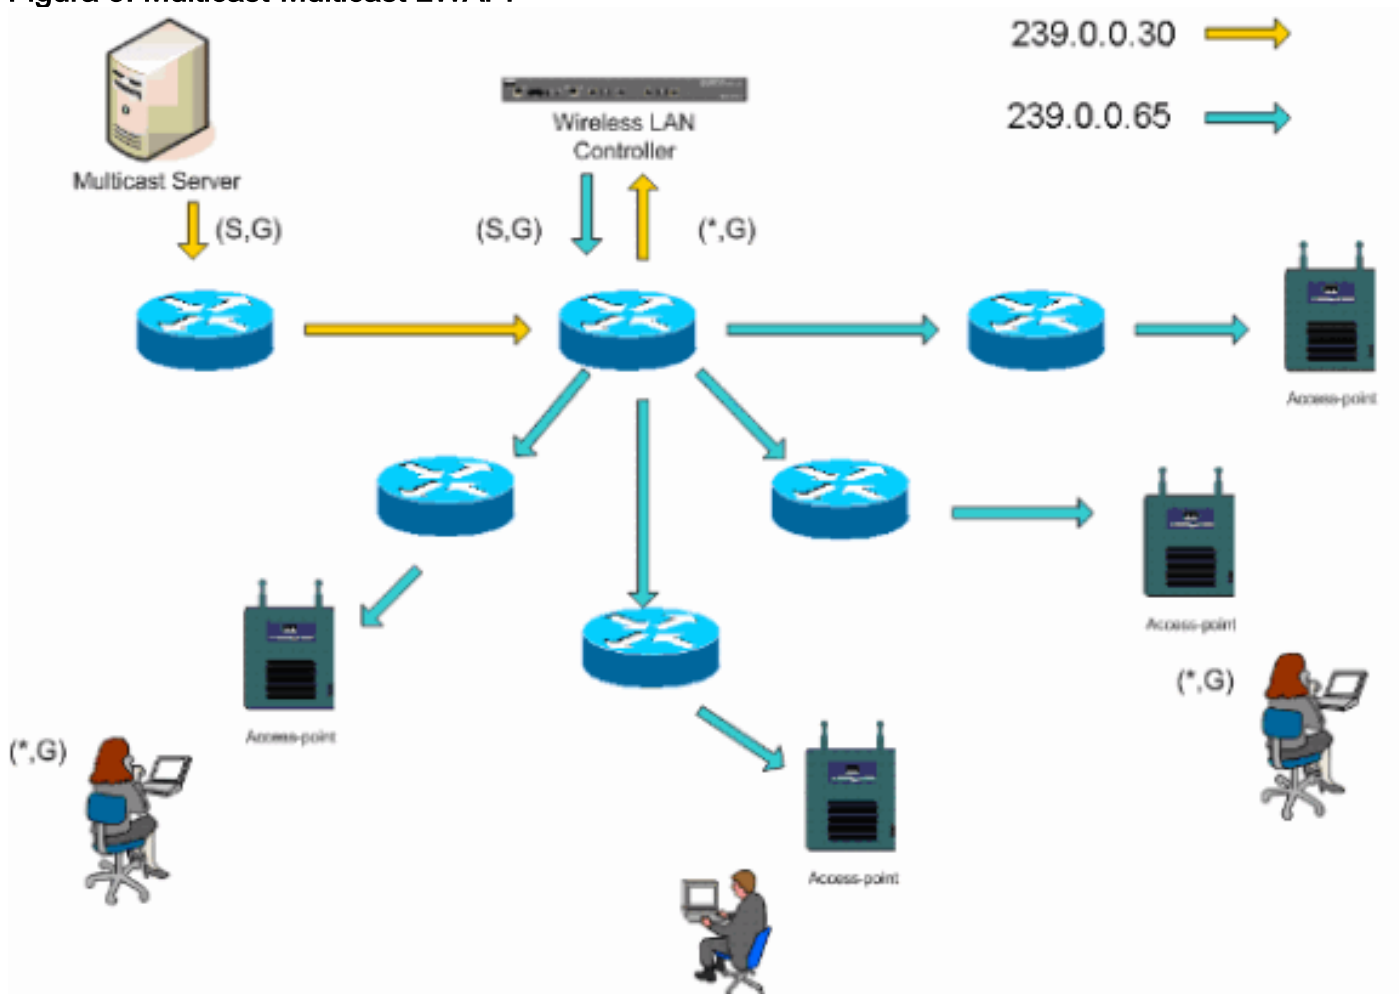 239.0.0.30
239.0.0.65
Wireless LAN
Controller
Multicast Server
(S,G)
(S,G)
(*,G)
Access-point
Access-point
(*,G)
Access-point
(*,G)
Access-point